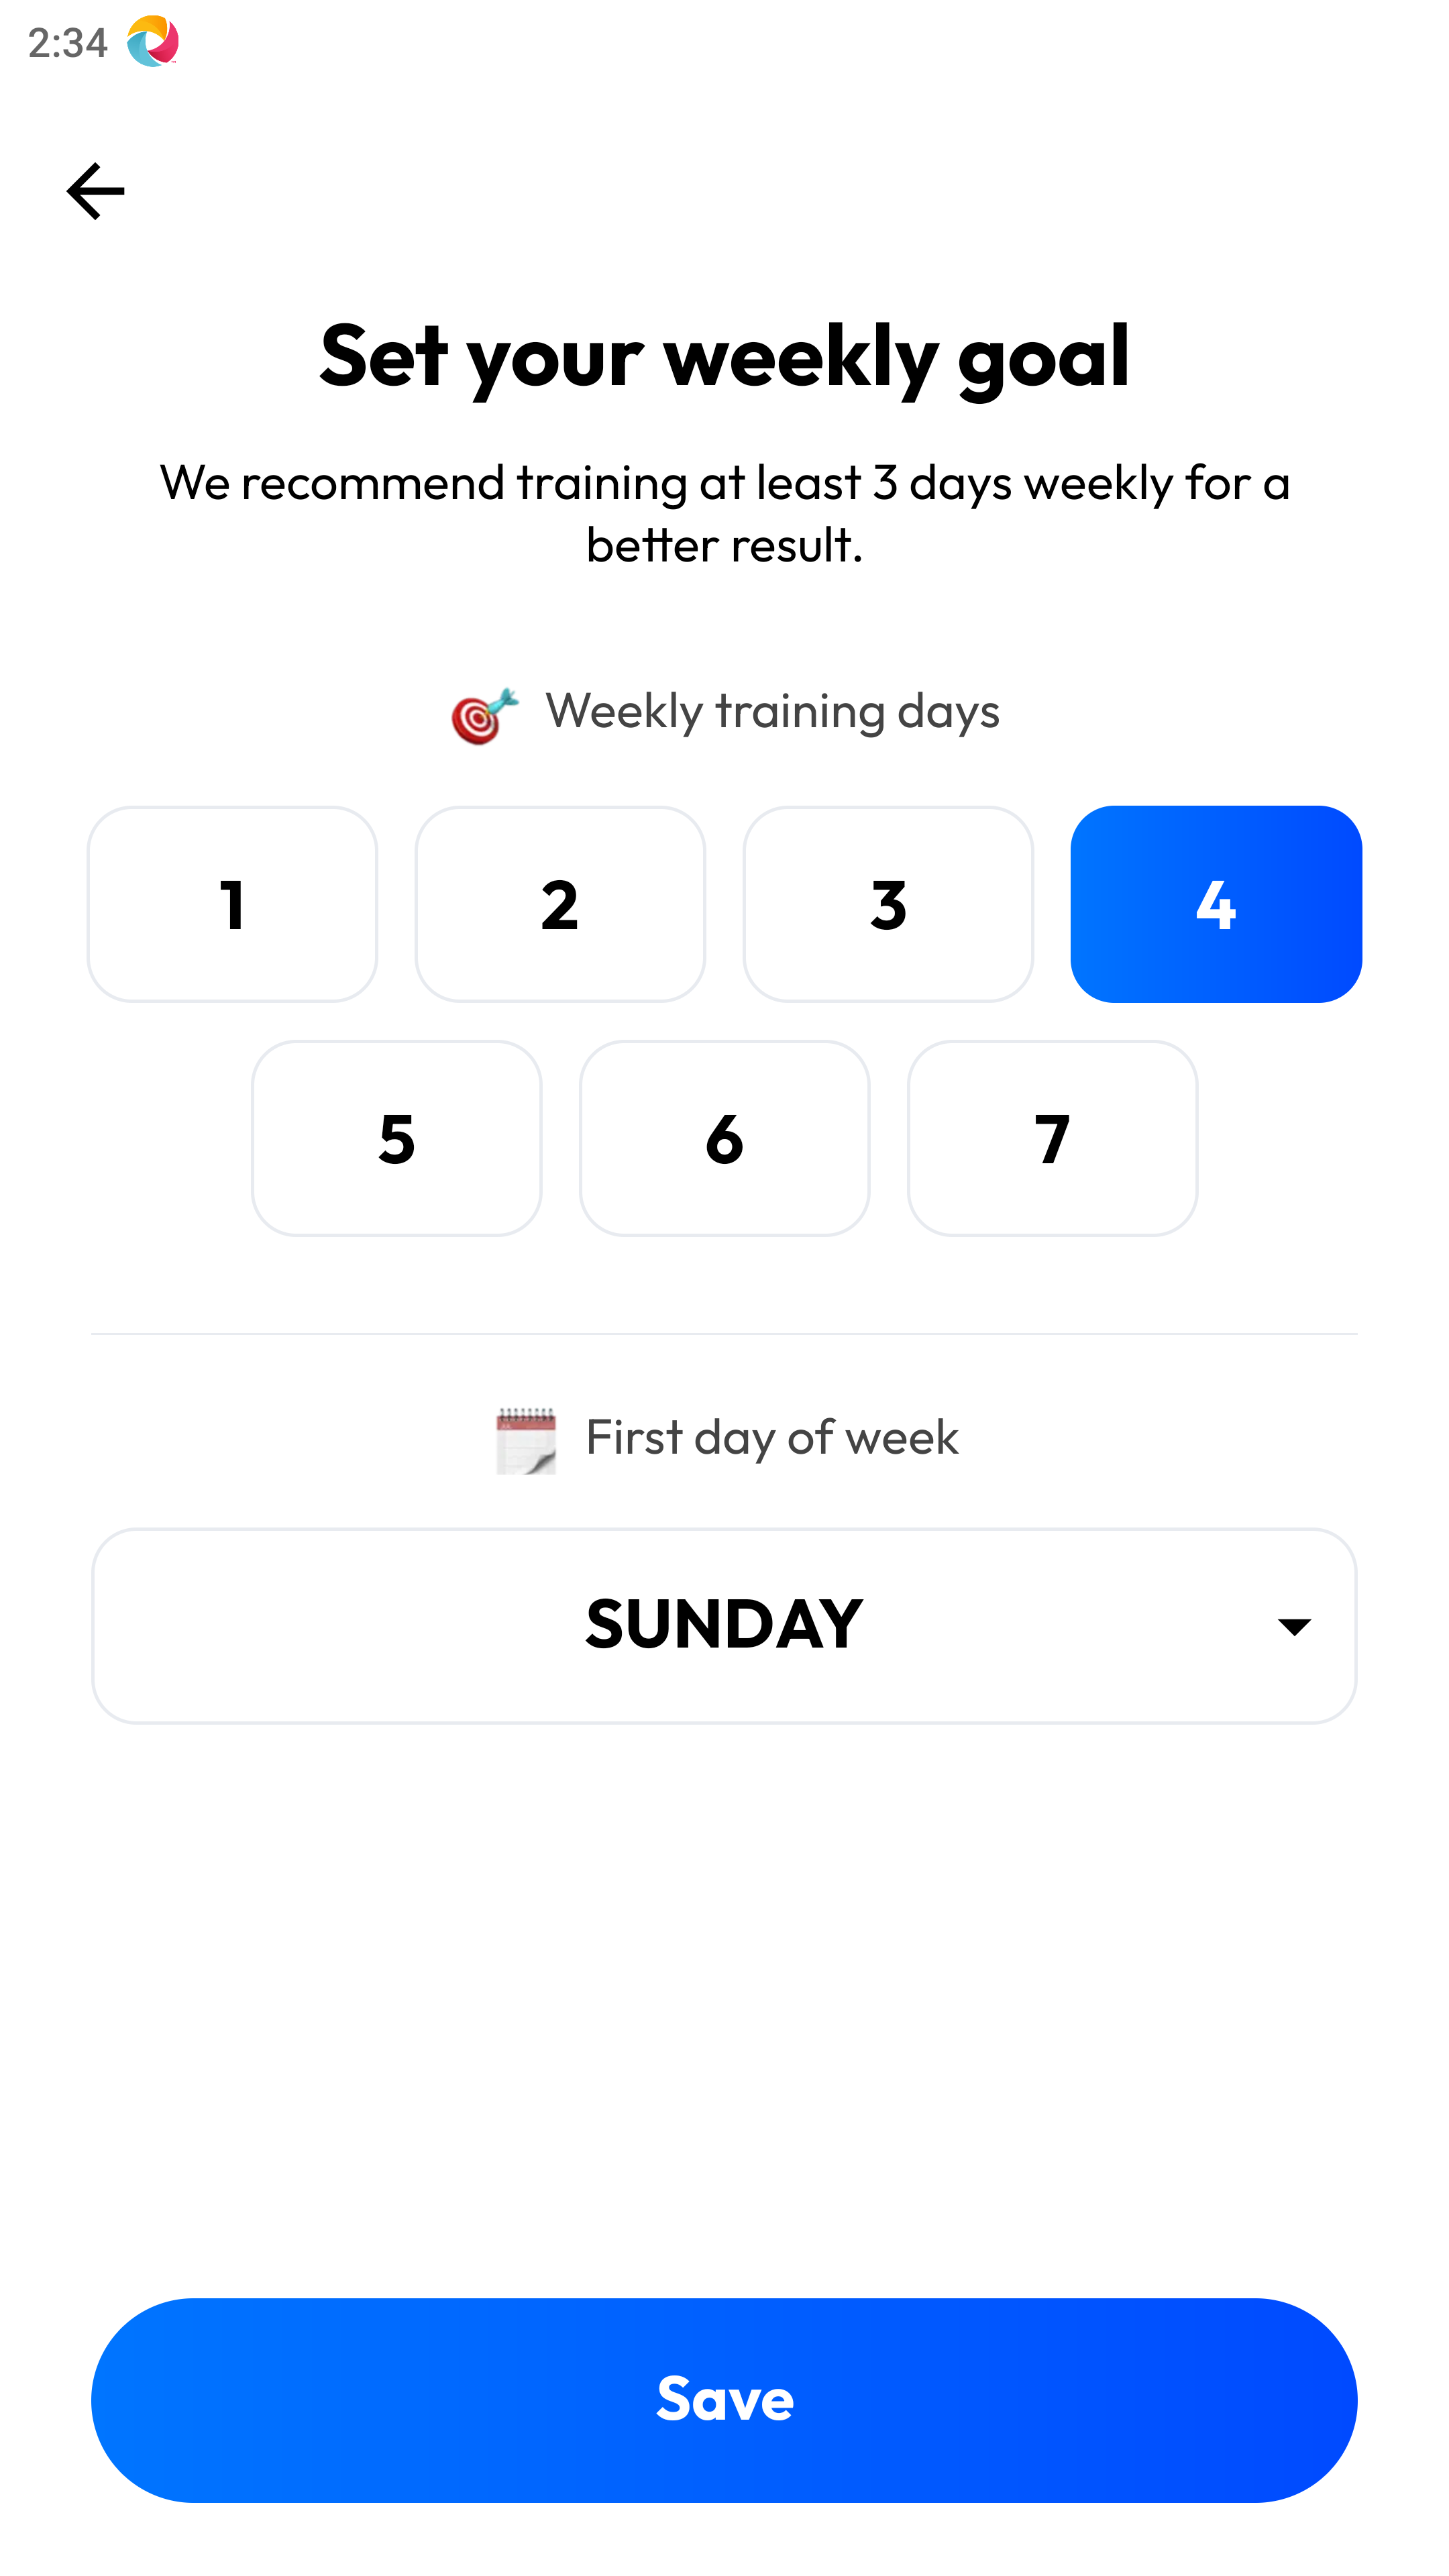 2:34
Set your weekly goal
We recommend training at least 3 days weekly for a
better result.
Weekly training days
1 2 3 4
5 6 7
First day of week
SUNDAY
Save